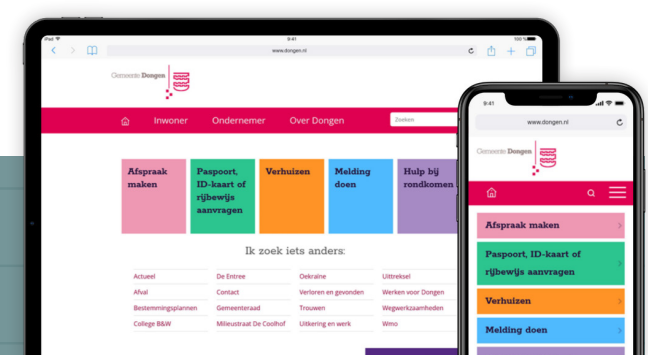 iPad
9:41
100 %
www.dongen.nl
Gemeente Dongen
Inwoner Ondernemer Over Dongen Zoeken
Afspraak maken
Paspoort, ID-kaart of rijbewijs aanvragen
Verhuizen
Melding doen
Hulp bij rondkomen
Ik zoek iets anders:
Actueel De Entree Oekraïne Uittreksel
Afval Contact Verloren en gevonden Werken voor Dongen
Bestemmingsplannen Gemeenteraad Trouwen Wegwerkzaamheden
College B&W Milieustraat De Coolhof Uitkering en werk Wmo
9:41
www.dongen.nl
Gemeente Dongen
Afspraak maken
Paspoort, ID-kaart of
rijbewijs aanvragen
Verhuizen
Melding doen